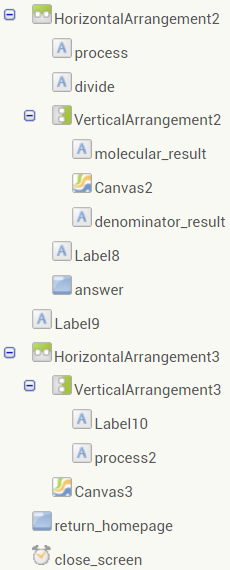 HorizontalArrangement2
process
divide
VerticalArrangement2
molecular_result
Canvas2
denominator_result
Label8
answer
Label9
HorizontalArrangement3
VerticalArrangement3
Label10
process2
Canvas3
return_homepage
close_screen